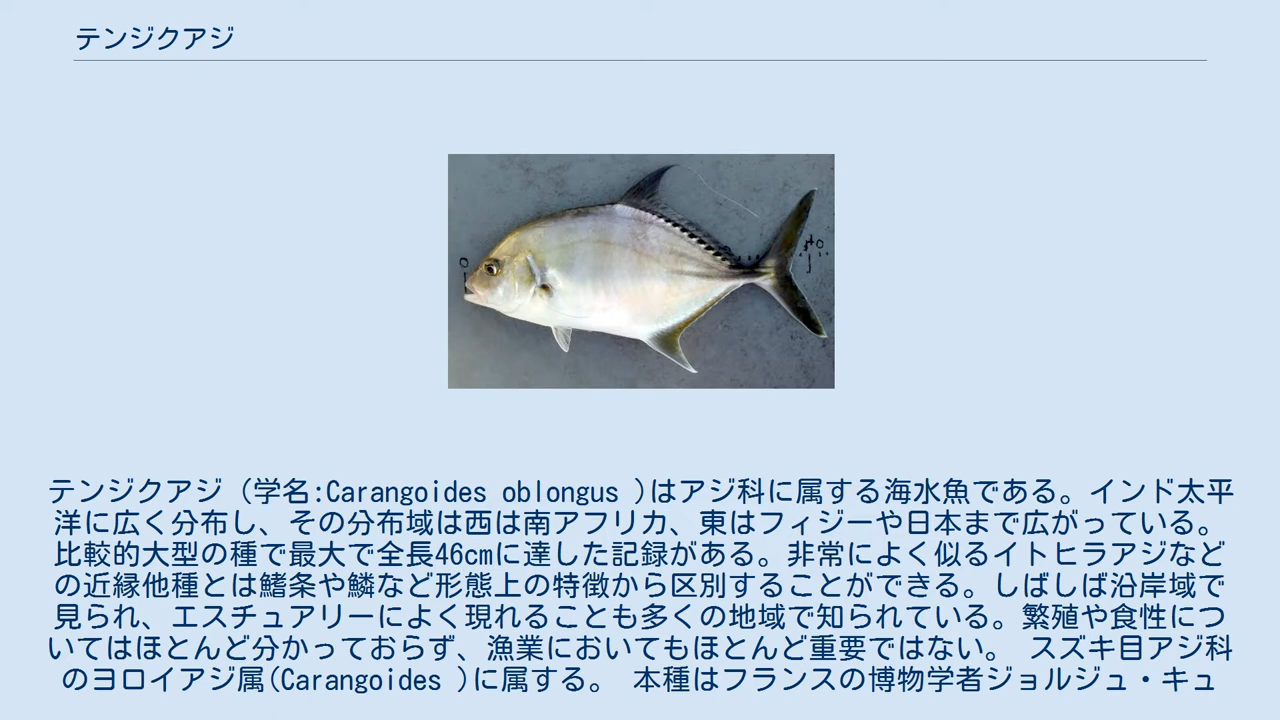 テンジクアジ
テンジクアジ (学名:Carangoides oblongus )はアジ科に属する海水魚である。インド太平
洋に広く分布し、その分布域は西は南アフリカ、東はフィジーや日本まで広がっている。
比較的大型の種で最大で全長46cmに達した記録がある。非常によく似るイトヒラアジなど
の近縁他種とは鰭条や鱗など形態上の特徴から区別することができる。しばしば沿岸域で
見られ、エスチュアリーによく現れることも多くの地域で知られている。繁殖や食性につ
いてはほとんど分かっておらず、漁業においてもほとんど重要ではない。 スズキ目アジ科
のヨロイアジ属(Carangoides )に属する。 本種はフランスの博物学者ジョルジュ・キュ